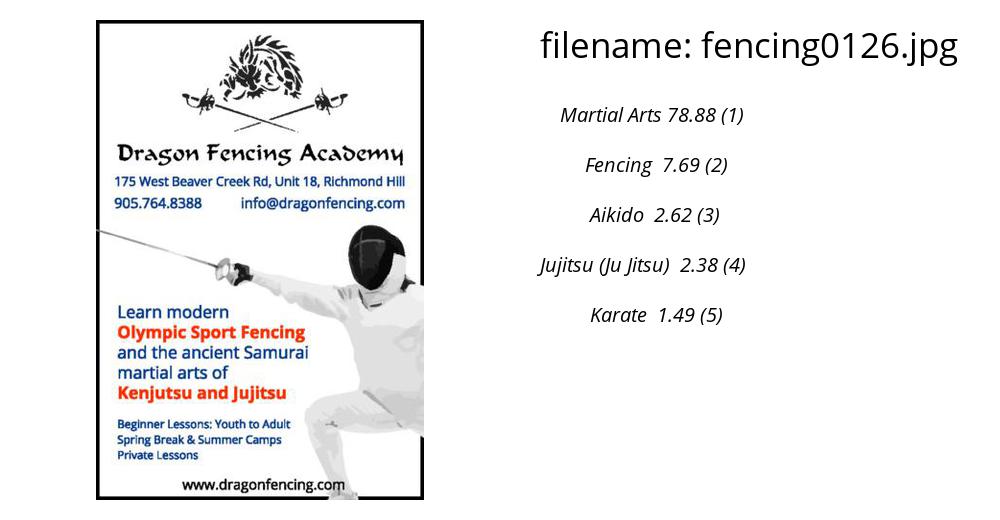 Dragon Fencing Academy
175 West Beaver Creek Rd, Unit 18, Richmond Hill
905.764.8388 info@dragonfencing.com
Learn modern
Olympic Sport Fencing
and the ancient Samurai
martial arts of
Kenjutsu and Jujitsu
Beginner Lessons: Youth to Adult
Spring Break & Summer Camps
Private Lessons
www.dragonfencing.com
filename: fencing0126.jpg
Martial Arts 78.88 (1)
Fencing 7.69 (2)
Aikido 2.62 (3)
Jujitsu (Ju Jitsu) 2.38 (4)
Karate 1.49 (5)